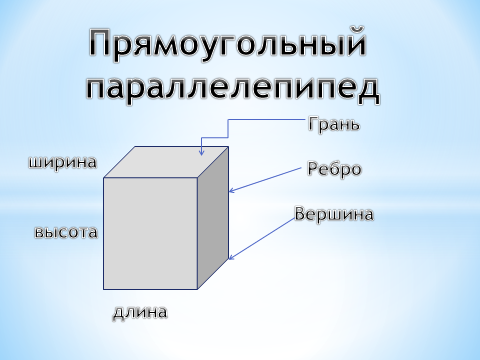 Прямоугольный
параллелепипед
Грань
ширина
Ребро
Вершина
высота
длина